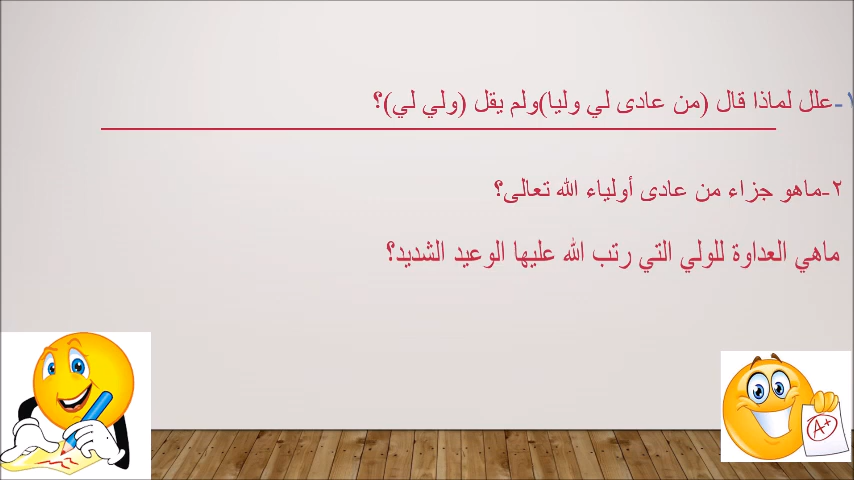 ١-علل لماذا قال (من عادى لي وليا)ولم يقل (ولي لي)؟
٢-ماهو جزاء من عادى أولياء الله تعالى؟
ماهي العداوة للولي التي رتب الله عليها الوعيد الشديد؟
A+